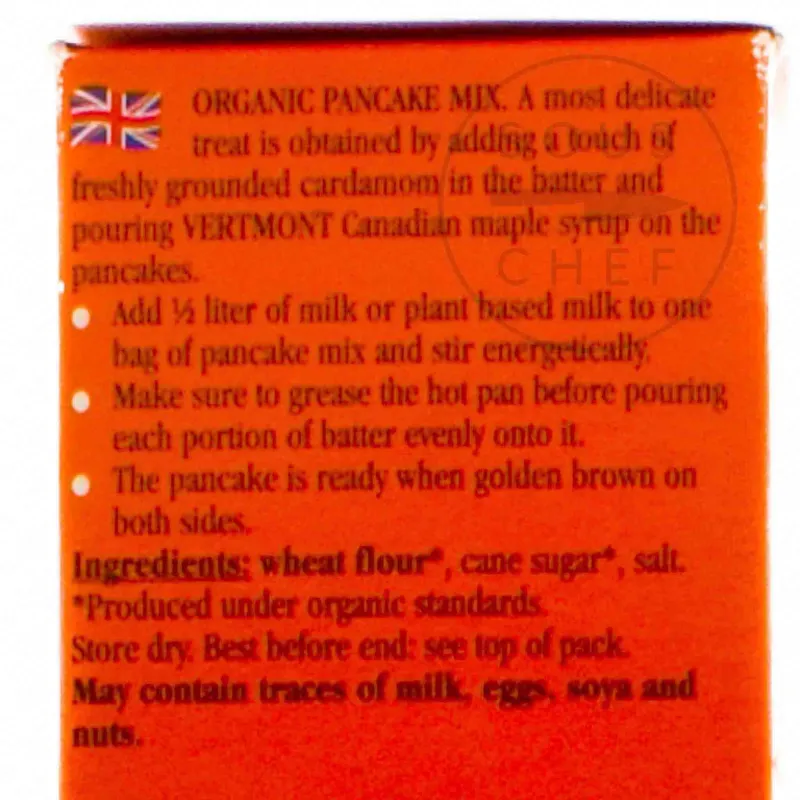 ORGANIC PANCAKE MIX. A most delicate
treat is obtained by adding a touch of
freshly grounded cardamom in the batter and
pouring VERTMONT Canadian maple syrup on the
pancakes.
Add ½ liter of milk or plant based milk to one
bag of pancake mix and stir energetically.
Make sure to grease the hot pan before pouring
each portion of batter evenly onto it.
The pancake is ready when golden brown on
both sides.
Ingredients: wheat flour*, cane sugar*, salt.
*Produced under organic standards.
Store dry. Best before end: see top of pack.
May contain traces of milk, eggs, soya and
nuts.
SOUS
CHEF